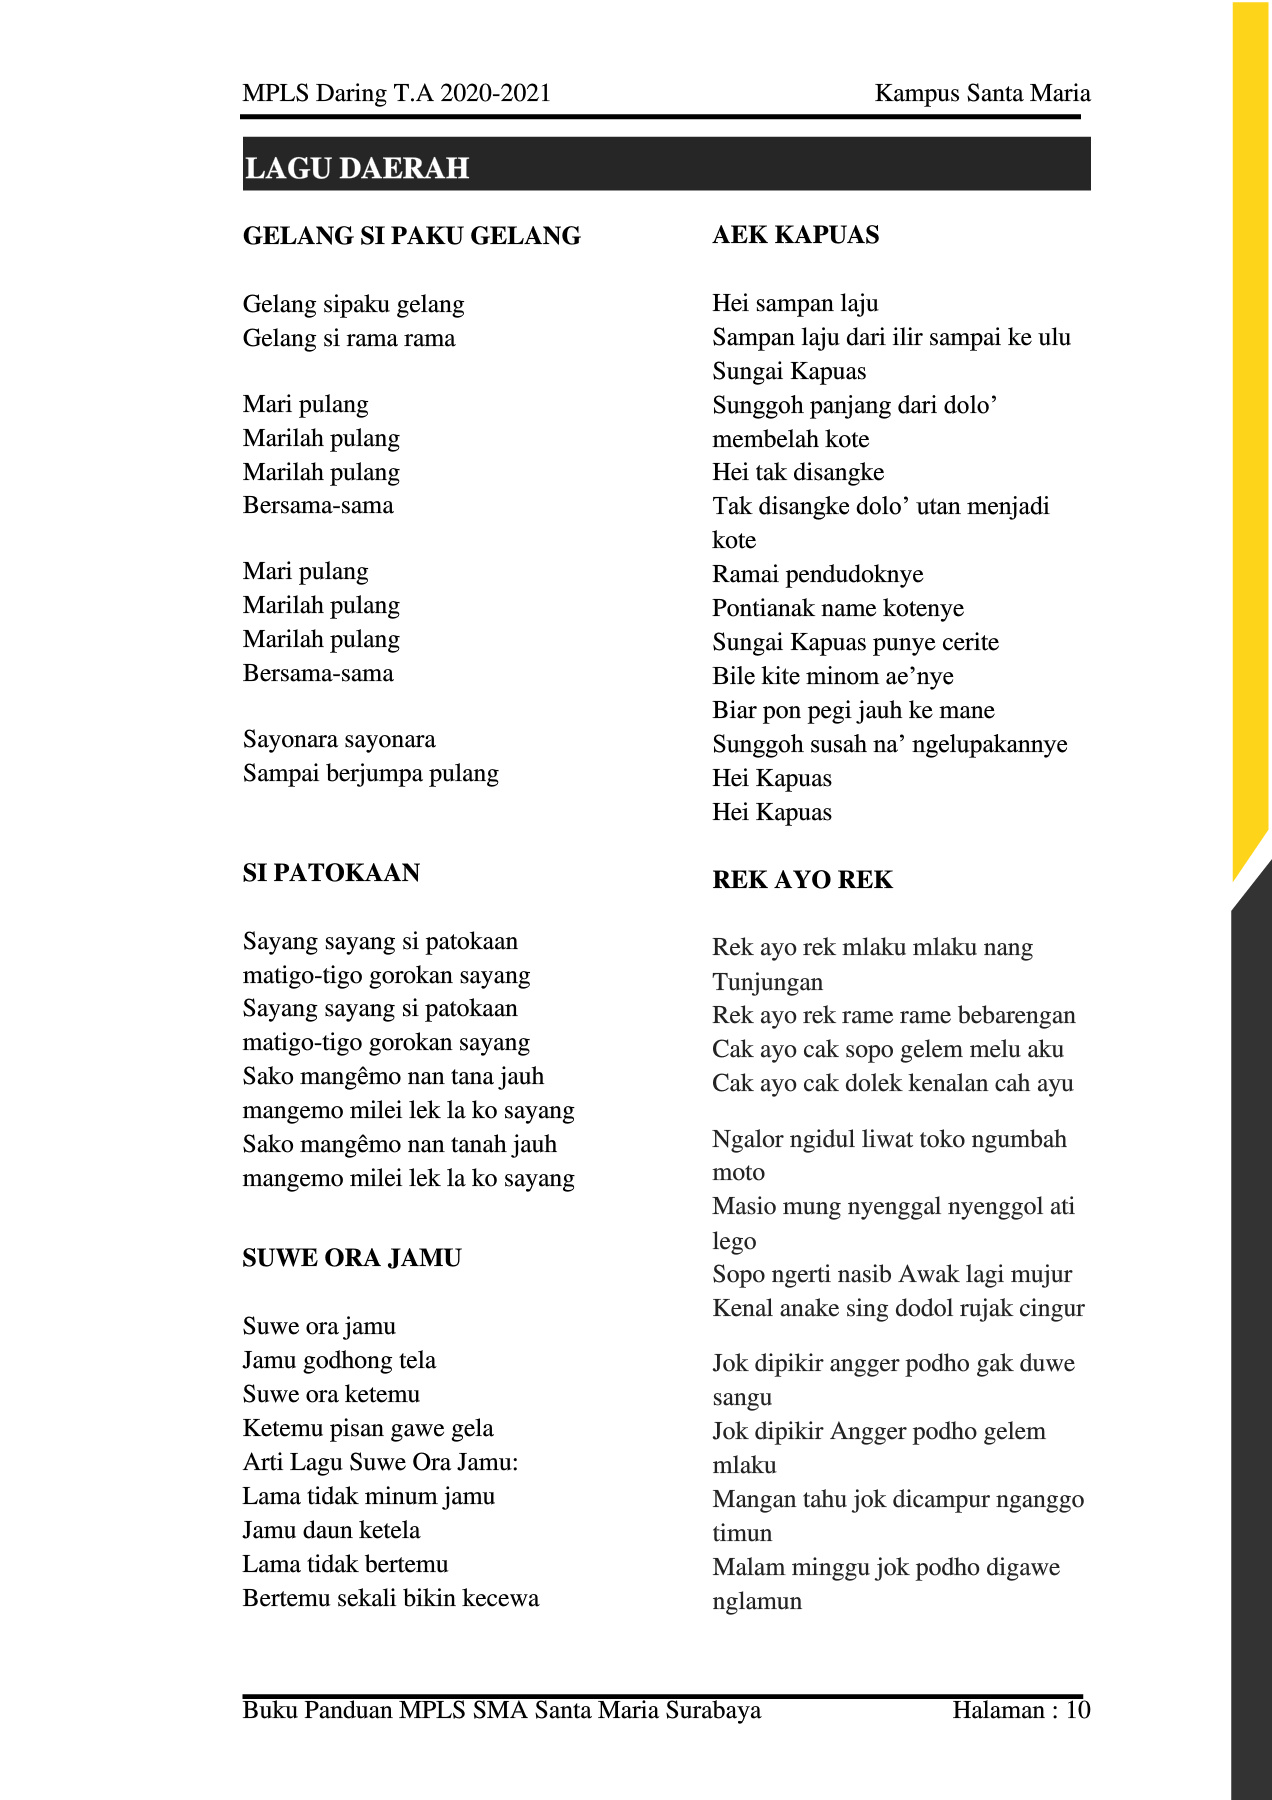 MPLS Daring T.A 2020-2021 Kampus Santa Maria
LAGU DAERAH
GELANG SI PAKU GELANG
Gelang sipaku gelang
Gelang si rama rama
Mari pulang
Marilah pulang
Marilah pulang
Bersama-sama
Mari pulang
Marilah pulang
Marilah pulang
Bersama-sama
Sayonara sayonara
Sampai berjumpa pulang
SI PATOKAAN
Sayang sayang si patokaan
matigo-tigo gorokan sayang
Sayang sayang si patokaan
matigo-tigo gorokan sayang
Sako mangêmo nan tana jauh
mangemo milei lek la ko sayang
Sako mangêmo nan tanah jauh
mangemo milei lek la ko sayang
SUWE ORA JAMU
Suwe ora jamu
Jamu godhong tela
Suwe ora ketemu
Ketemu pisan gawe gela
Arti Lagu Suwe Ora Jamu:
Lama tidak minum jamu
Jamu daun ketela
Lama tidak bertemu
Bertemu sekali bikin kecewa
AEK KAPUAS
Hei sampan laju
Sampan laju dari ilir sampai ke ulu
Sungai Kapuas
Sunggoh panjang dari dolo’
membelah kote
Hei tak disangke
Tak disangke dolo’ utan menjadi
kote
Ramai pendudoknye
Pontianak name kotenye
Sungai Kapuas punye cerite
Bile kite minom ae’nye
Biar pon pegi jauh ke mane
Sunggoh susah na’ ngelupakannye
Hei Kapuas
Hei Kapuas
REK AYO REK
Rek ayo rek mlaku mlaku nang
Tunjungan
Rek ayo rek rame rame bebarengan
Cak ayo cak sopo gelem melu aku
Cak ayo cak dolek kenalan cah ayu
Ngalor ngidul liwat toko ngumbah
moto
Masio mung nyenggal nyenggol ati
lego
Sopo ngerti nasib Awak lagi mujur
Kenal anake sing dodol rujak cingur
Jok dipikir angger podho gak duwe
sangu
Jok dipikir Angger podho gelem
mlaku
Mangan tahu jok dicampur nganggo
timun
Malam minggu jok podho digawe
nglamun
Buku Panduan MPLS SMA Santa Maria Surabaya Halaman : 10